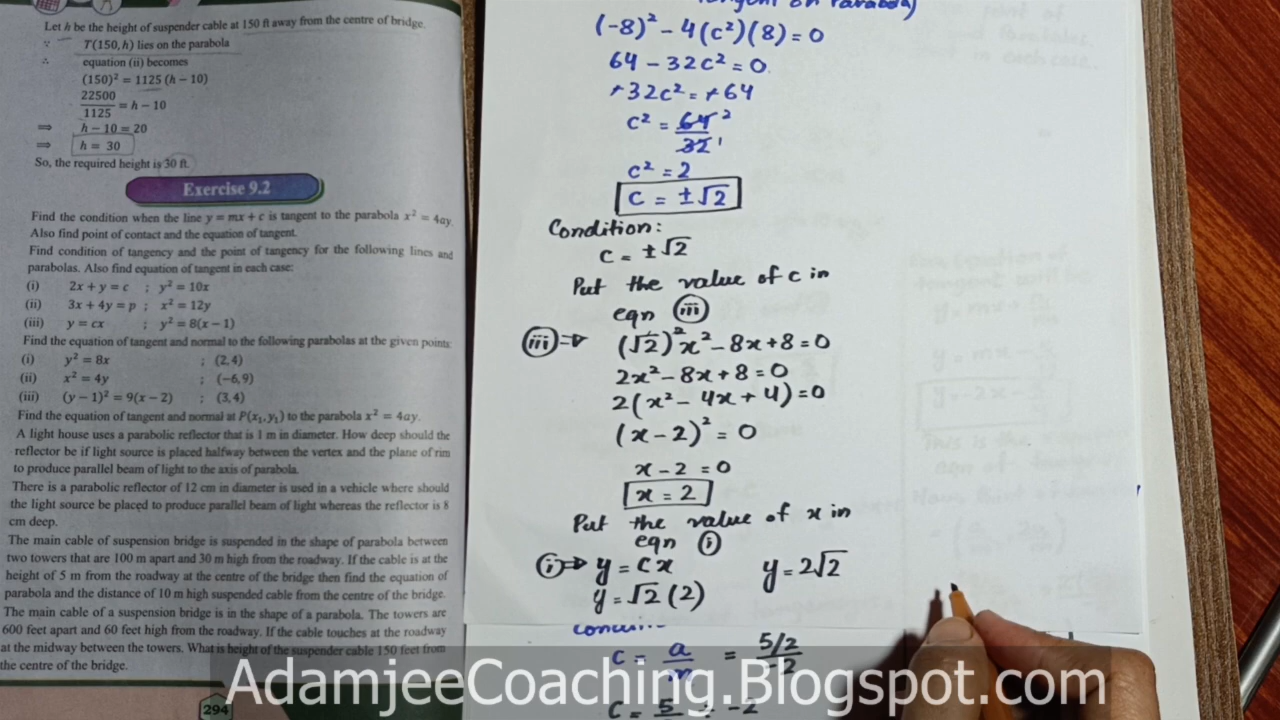 Let h be the height of suspender cable at 150 ft away from the centre of bridge.
∵ T(150, h) lies on the parabola
∴ equation (ii) becomes
(150)² = 1125 (h − 10)
22500/1125 = h − 10
⟹ h − 10 = 20
⟹ h = 30
So, the required height is 30 ft.
Exercise 9.2
Find the condition when the line y = mx + c is tangent to the parabola x² = 4ay.
Also find point of contact and the equation of tangent.
Find condition of tangency and the point of tangency for the following lines and
parabolas. Also find equation of tangent in each case:
(i) 2x + y = c ; y² = 10x
(ii) 3x + 4y = p ; x² = 12y
(iii) y = cx ; y² = 8(x − 1)
Find the equation of tangent and normal to the following parabolas at the given points:
(i) y² = 8x ; (2, 4)
(ii) x² = 4y ; (−6, 9)
(iii) (y − 1)² = 9(x − 2) ; (3, 4)
Find the equation of tangent and normal at P(x₁, y₁) to the parabola x² = 4ay.
A light house uses a parabolic reflector that is 1 m in diameter. How deep should the
reflector be if light source is placed halfway between the vertex and the plane of rim
to produce parallel beam of light to the axis of parabola.
There is a parabolic reflector of 12 cm in diameter is used in a vehicle where should
the light source be placed to produce parallel beam of light whereas the reflector is 8
cm deep.
The main cable of suspension bridge is suspended in the shape of parabola between
two towers that are 100 m apart and 30 m high from the roadway. If the cable is at the
height of 5 m from the roadway at the centre of the bridge then find the equation of
parabola and the distance of 10 m high suspended cable from the centre of the bridge.
The main cable of a suspension bridge is in the shape of a parabola. The towers are
600 feet apart and 60 feet high from the roadway. If the cable touches at the roadway
at the midway between the towers. What is height of the suspender cable 150 feet from
the centre of the bridge.
294
(-8)² - 4(c²)(8) = 0
64 - 32c² = 0
+32c² = +64
c² = 64/32 2 1
c² = 2
c = ±√2
Condition:
c = ±√2
Put the value of c in
eqn (iii)
(iii)⇒ (√2)²x² - 8x + 8 = 0
2x² - 8x + 8 = 0
2(x² - 4x + 4) = 0
(x - 2)² = 0
x - 2 = 0
x = 2
Put the value of x in
eqn (i)
(i)⇒ y = cx y = 2√2
y = √2 (2)
c = a/m = 5/2/-2
c = 5 ÷ -2
AdamjeeCoaching.Blogspot.com